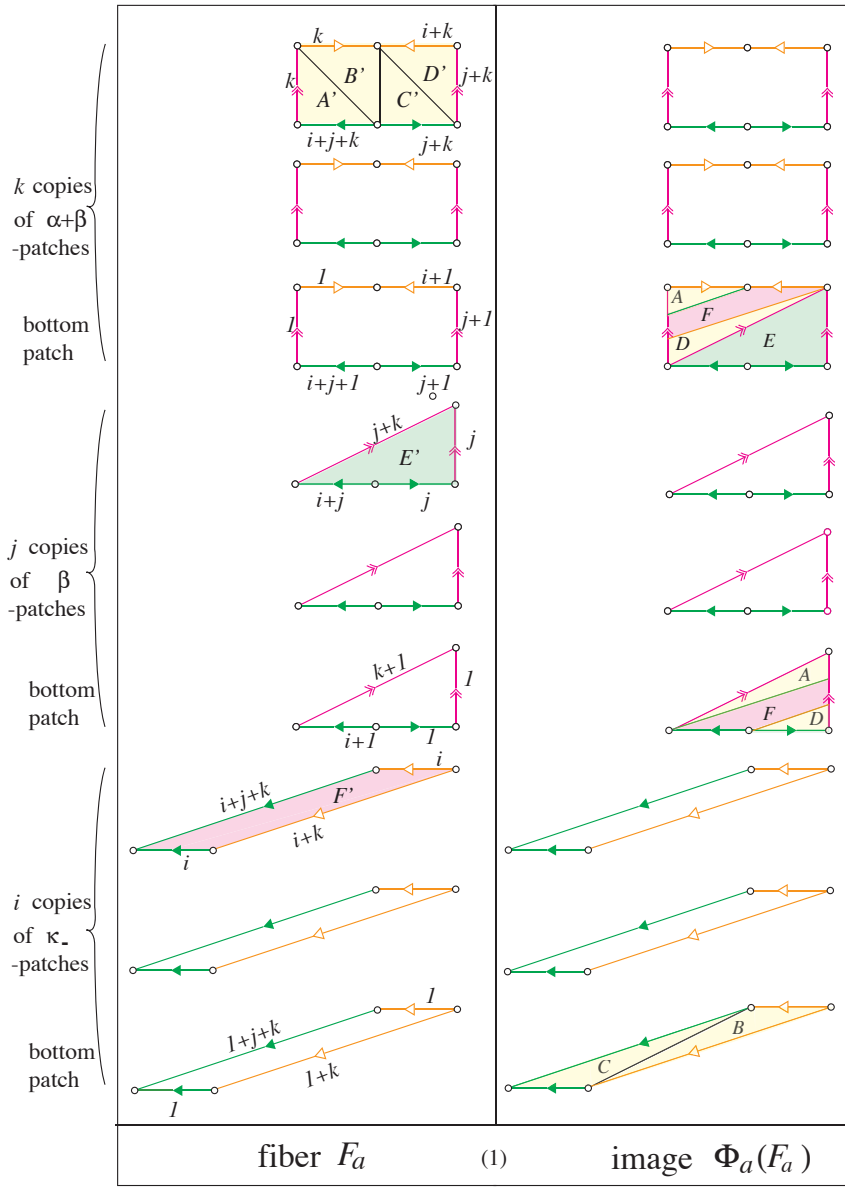 k i+k
k B' D' j+k
A' C'
i+j+k j+k
k copies
of α+β
-patches
1 i+1
1 j+1
bottom
patch
i+j+1 j+1
A
F
D E
j+k
j
E'
i+j j
j copies
of β
-patches
k+1
1
bottom
patch
i+1 1
A
F D
i
i+j+k F'
i+k
i
i copies
of κ-
-patches
1
1+j+k
1+k
bottom
patch
1
B
C
fiber Fa (1) image Φa(Fa)